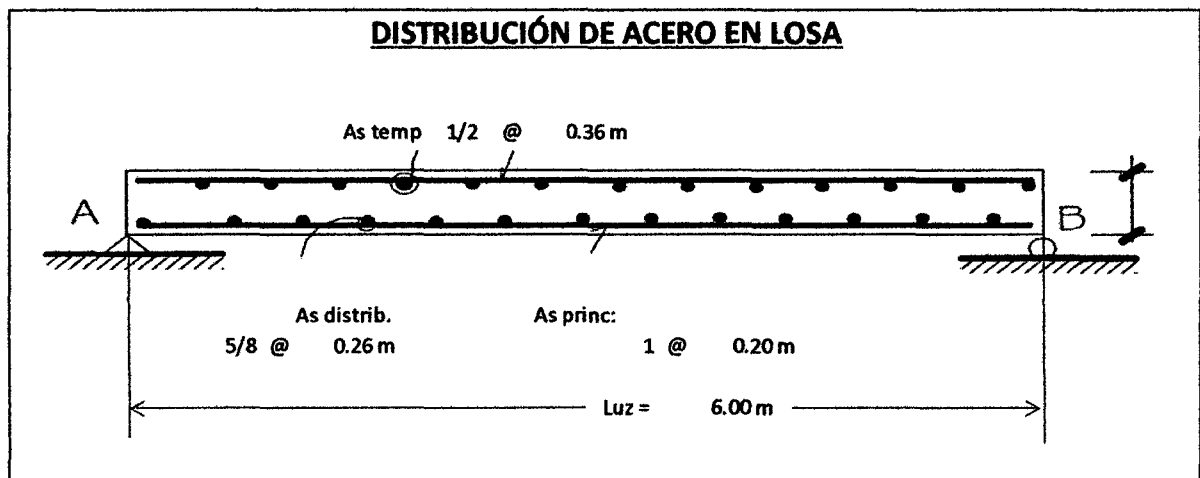 DISTRIBUCIÓN DE ACERO EN LOSA
As temp 1/2 @ 0.36 m
A
B
As distrib. As princ:
5/8 @ 0.26 m 1 @ 0.20 m
Luz = 6.00 m